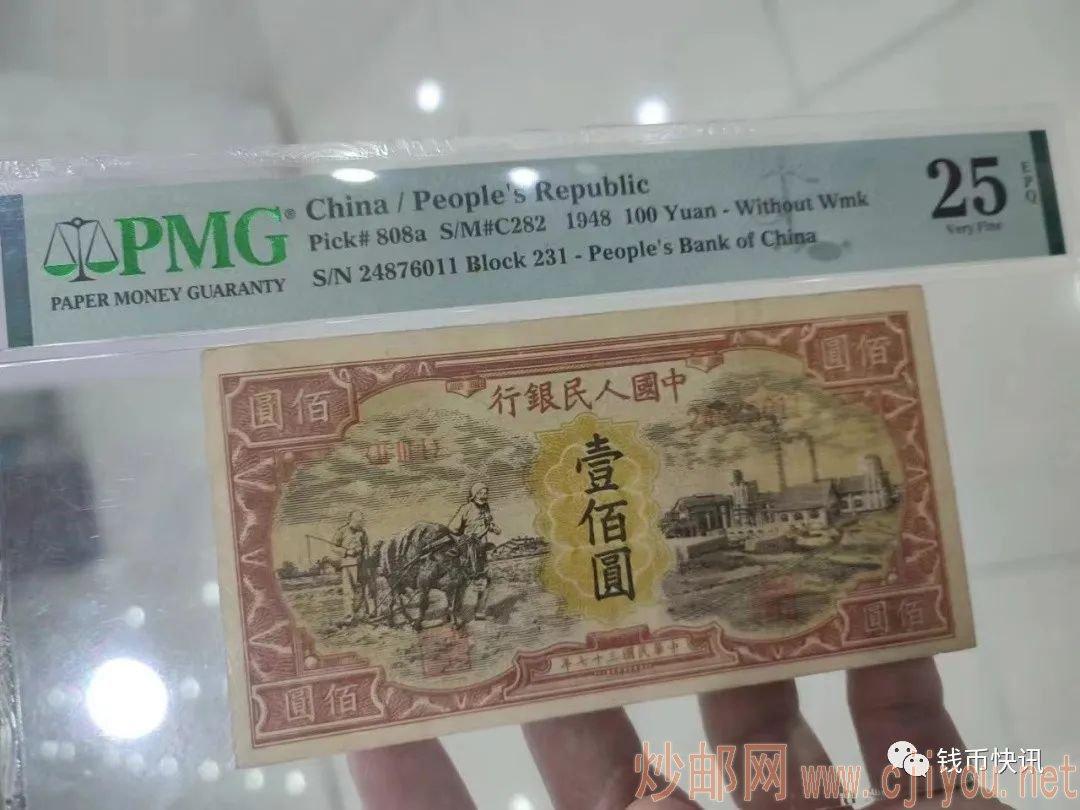 PMG®
PAPER MONEY GUARANTY
China / People's Republic
Pick# 808a S/M#C282 1948 100 Yuan - Without Wmk
S/N 24876011 Block 231 - People's Bank of China
25
EPQ
Very Fine
圓佰
圓佰
行銀民人國中
壹佰圓
圓佰
圓佰
年七十三國民華中
钱币快讯
炒邮网 www.cjiyou.net